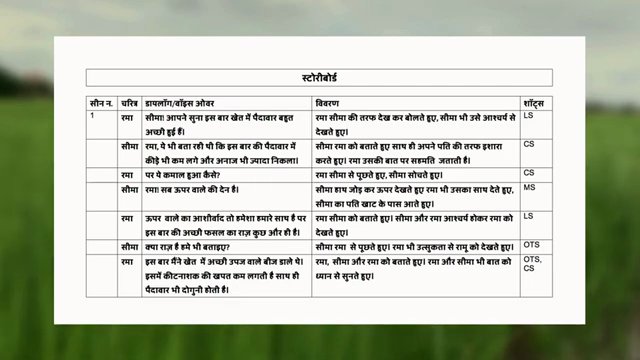 स्टोरीबोर्ड
सीन न. चरित्र डायलॉग/वॉइस ओवर विवरण शॉट्स
1 रमा सीमा! आपने सुना इस बार खेत में पैदावार बहुत रमा सीमा की तरफ देख कर बोलते हुए, सीमा भी उसे आश्चर्य से LS
अच्छी हुई हैं। देखते हुए।
सीमा रमा, ये भी बता रही थी कि इस बार की पैदावार में सीमा रमा को बताते हुए साथ ही अपने पति की तरफ इशारा CS
कीड़े भी कम लगे और अनाज भी ज्यादा निकला। करते हुए। रमा उसकी बात पर सहमति जताती है।
रमा पर ये कमाल हुआ कैसे? रमा सीमा से पूछते हुए, सीमा सोचते हुए। CS
सीमा रमा! सब ऊपर वाले की देन है। सीमा हाथ जोड़ कर ऊपर देखते हुए रमा भी उसका साथ देते हुए, MS
सीमा का पति खाट के पास आते हुए।
रमा ऊपर वाले का आशीर्वाद तो हमेशा हमारे साथ है पर रमा सीमा को बताते हुए। सीमा और रमा आश्चर्य होकर रमा को LS
इस बार की अच्छी फसल का राज़ कुछ और ही है। देखते हुए।
सीमा क्या राज़ है हमे भी बताइए? सीमा रमा से पूछते हुए। रमा भी उत्सुकता से रामू को देखते हुए। OTS
रमा इस बार मैंने खेत में अच्छी उपज वाले बीज डाले थे। रमा, सीमा और रमा को बताते हुए। रमा और सीमा भी बात को OTS,
इसमें कीटनाशक की खपत कम लगती है साथ ही ध्यान से सुनते हुए। CS
पैदावार भी दोगुनी होती है।